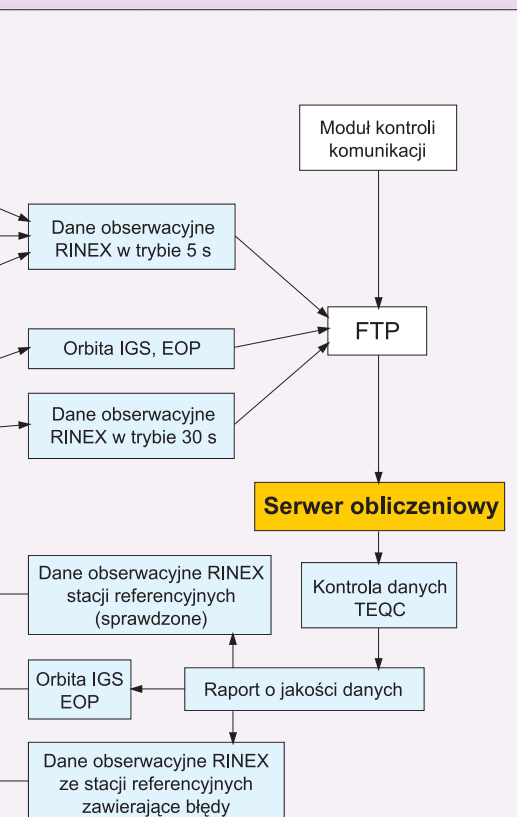 Moduł kontroli
komunikacji
Dane obserwacyjne
RINEX w trybie 5 s
FTP
Orbita IGS, EOP
Dane obserwacyjne
RINEX w trybie 30 s
Serwer obliczeniowy
Dane obserwacyjne RINEX
stacji referencyjnych
(sprawdzone)
Kontrola danych
TEQC
Orbita IGS
EOP
Raport o jakości danych
Dane obserwacyjne RINEX
ze stacji referencyjnych
zawierające błędy